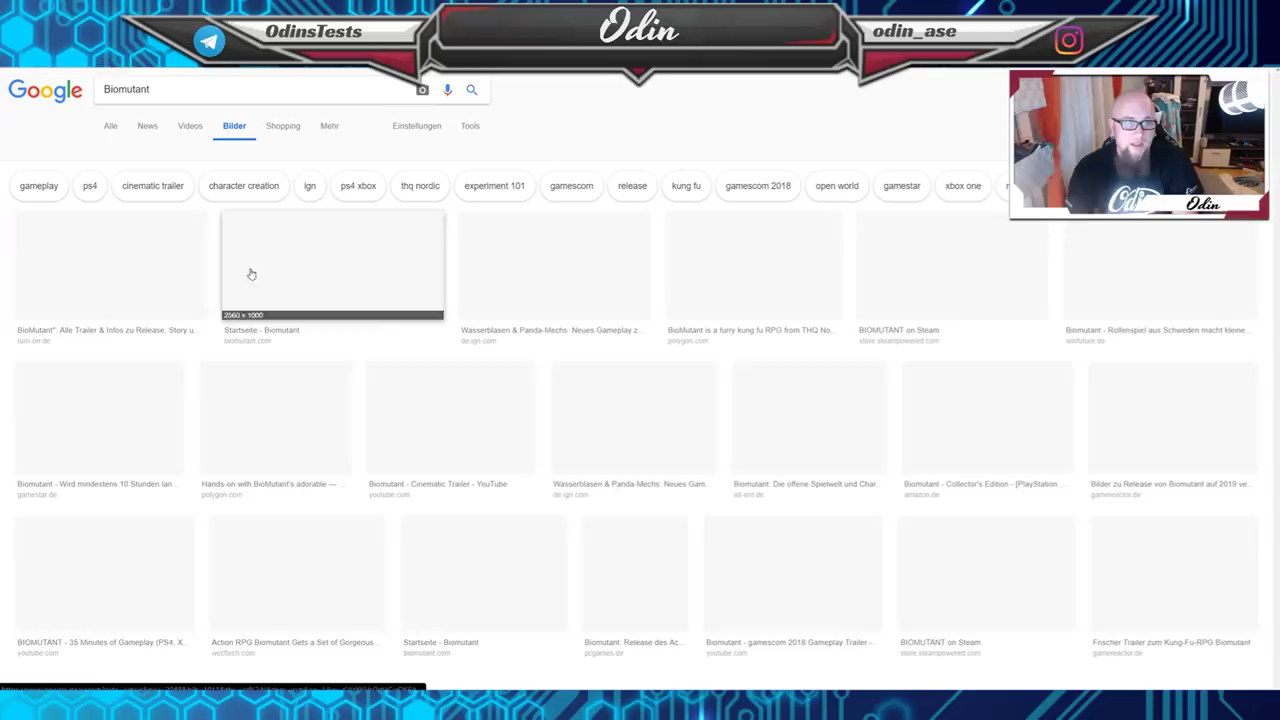 Odin
OdinsTests
odin_ase
Google
Biomutant
Alle
News
Videos
Bilder
Shopping
Mehr
Einstellungen
Tools
gameplay
ps4
cinematic trailer
character creation
ign
ps4 xbox
thq nordic
experiment 101
gamescom
release
kung fu
gamescom 2018
open world
gamestar
xbox one
Odin
Odin
2560 × 1000
BioMutant": Alle Trailer & Infos zu Release, Story u...
turn-on.de
Startseite - Biomutant
biomutant.com
Wasserblasen & Panda-Mechs: Neues Gameplay z...
de.ign.com
BioMutant is a furry kung fu RPG from THQ No...
polygon.com
BIOMUTANT on Steam
store.steampowered.com
Biomutant - Rollenspiel aus Schweden macht kleine...
winfuture.de
Biomutant - Wird mindestens 10 Stunden lan...
gamestar.de
Hands-on with BioMutant's adorable — ...
polygon.com
Biomutant - Cinematic Trailer - YouTube
youtube.com
Wasserblasen & Panda-Mechs: Neues Gam...
de.ign.com
Biomutant: Die offene Spielwelt und Char...
Biomutant - Collector's Edition - [PlayStation ...
amazon.de
Bilder zu Release von Biomutant auf 2019 ve...
gamereactor.de
BIOMUTANT - 35 Minutes of Gameplay (PS4, X...
youtube.com
Action RPG Biomutant Gets a Set of Gorgeous ...
wccftech.com
Startseite - Biomutant
biomutant.com
Biomutant: Release des Ac...
pcgames.de
Biomutant - gamescom 2018 Gameplay Trailer -...
youtube.com
BIOMUTANT on Steam
store.steampowered.com
Frischer Trailer zum Kung-Fu-RPG Biomutant
gamereactor.de